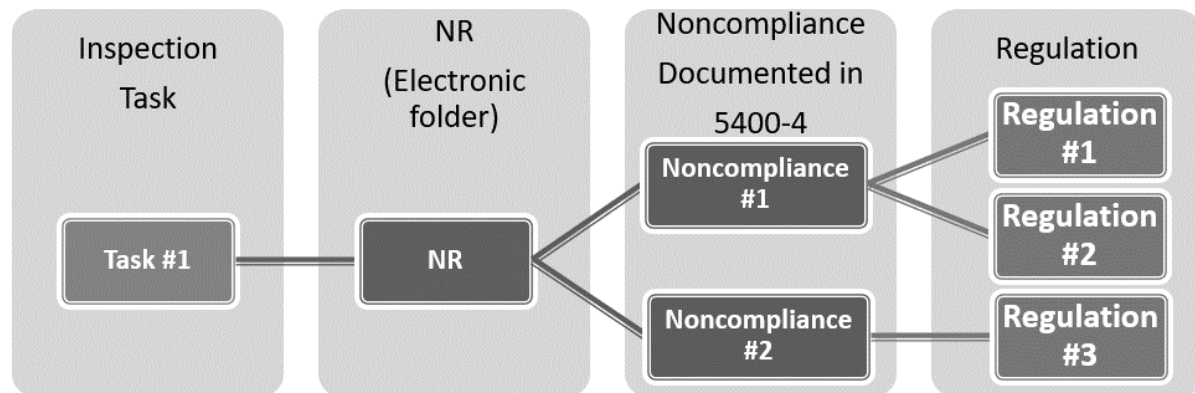 Inspection
Task
NR
(Electronic
folder)
Noncompliance
Documented in
5400-4
Regulation
Task #1
NR
Noncompliance
#1
Noncompliance
#2
Regulation
#1
Regulation
#2
Regulation
#3